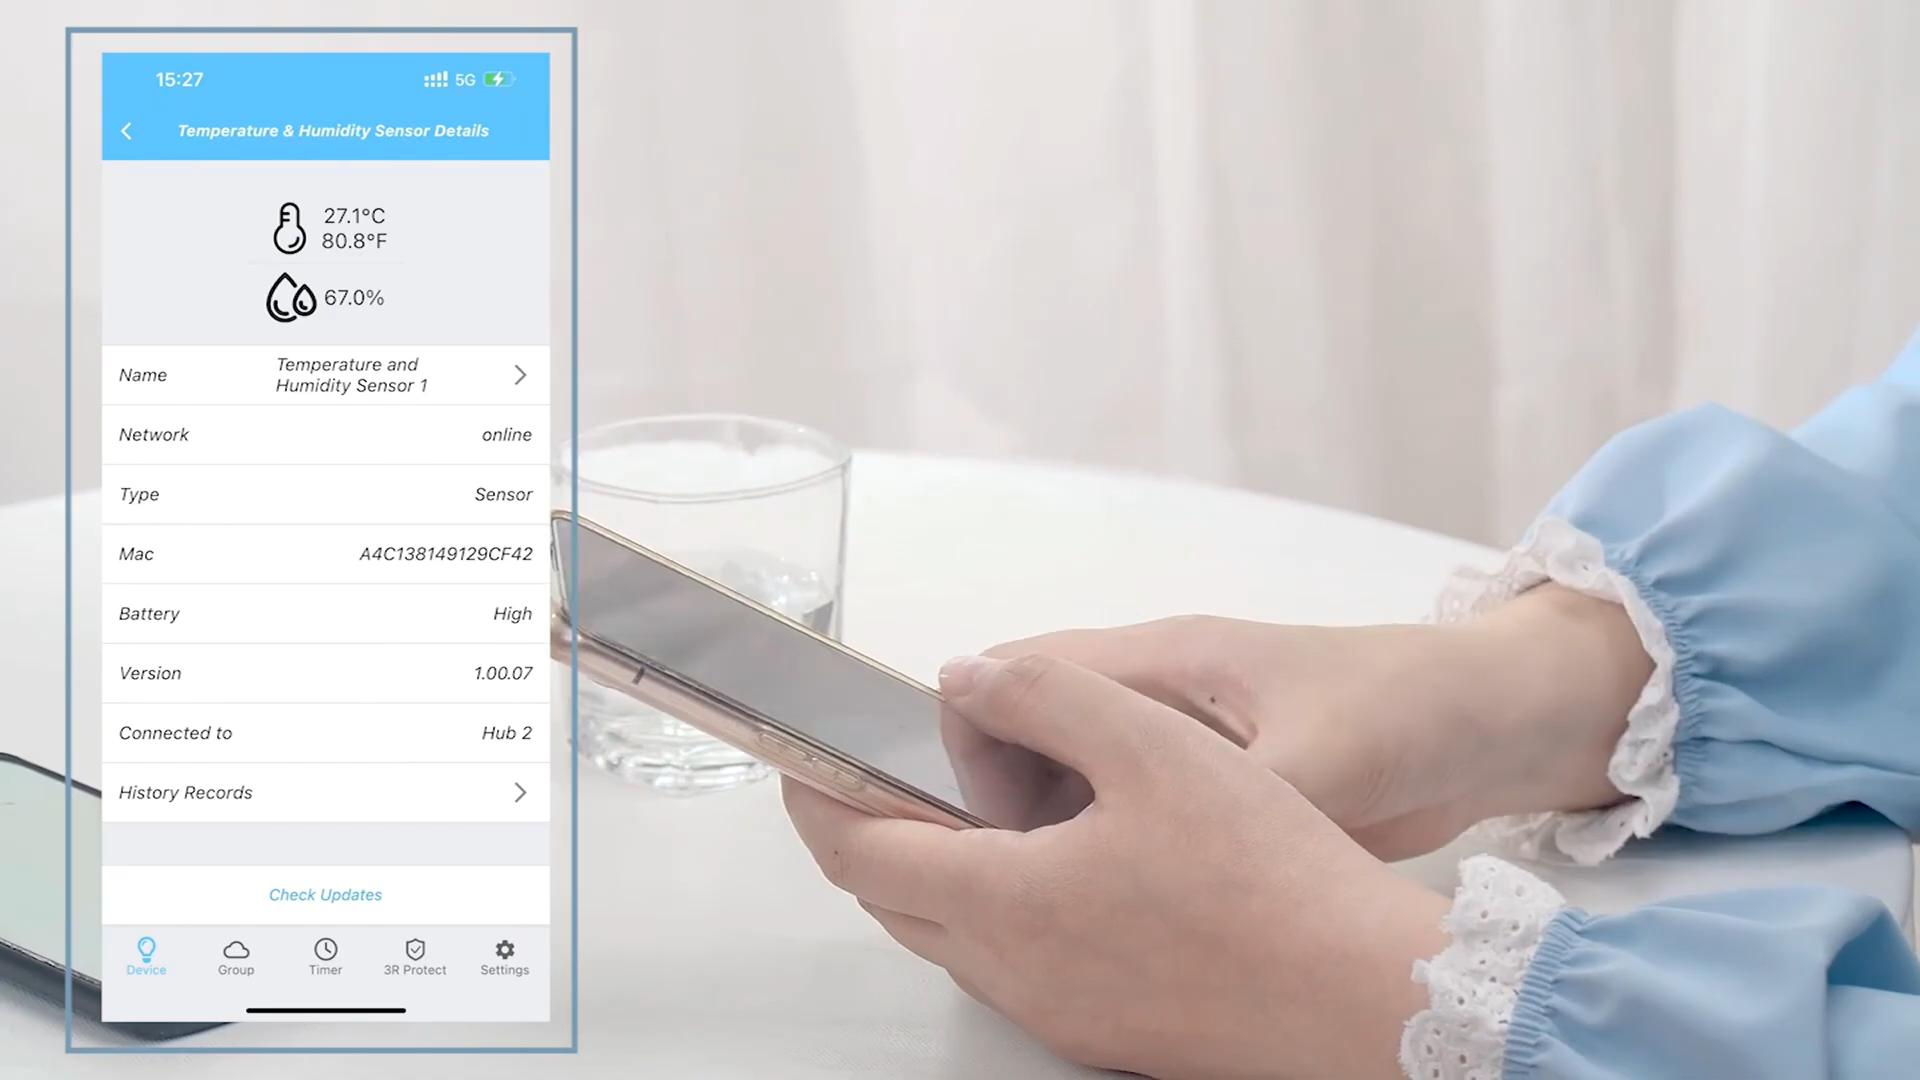 15:27
5G
Temperature & Humidity Sensor Details
27.1°C
80.8°F
67.0%
Name
Temperature and
Humidity Sensor 1
Network
online
Type
Sensor
Mac
A4C138149129CF42
Battery
High
Version
1.00.07
Connected to
Hub 2
History Records
Check Updates
Device
Group
Timer
3R Protect
Settings